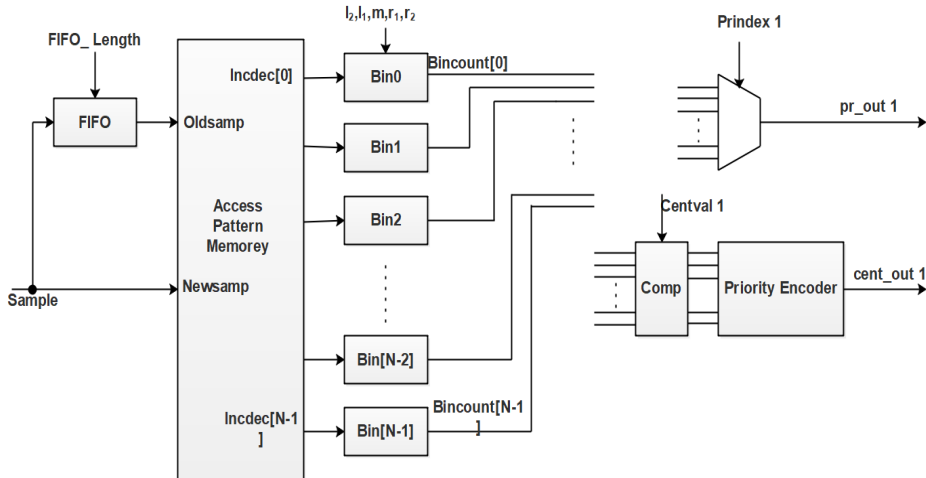 l₂,l₁,m,r₁,r₂
Prindex 1
FIFO_ Length
Incdec[0]
Bin0
Bincount[0]
FIFO
Oldsamp
pr_out 1
Bin1
Access
Pattern
Memorey
Bin2
Centval 1
Newsamp
Sample
Comp
Priority Encoder
cent_out 1
Bin[N-2]
Incdec[N-1
]
Bin[N-1]
Bincount[N-1
]